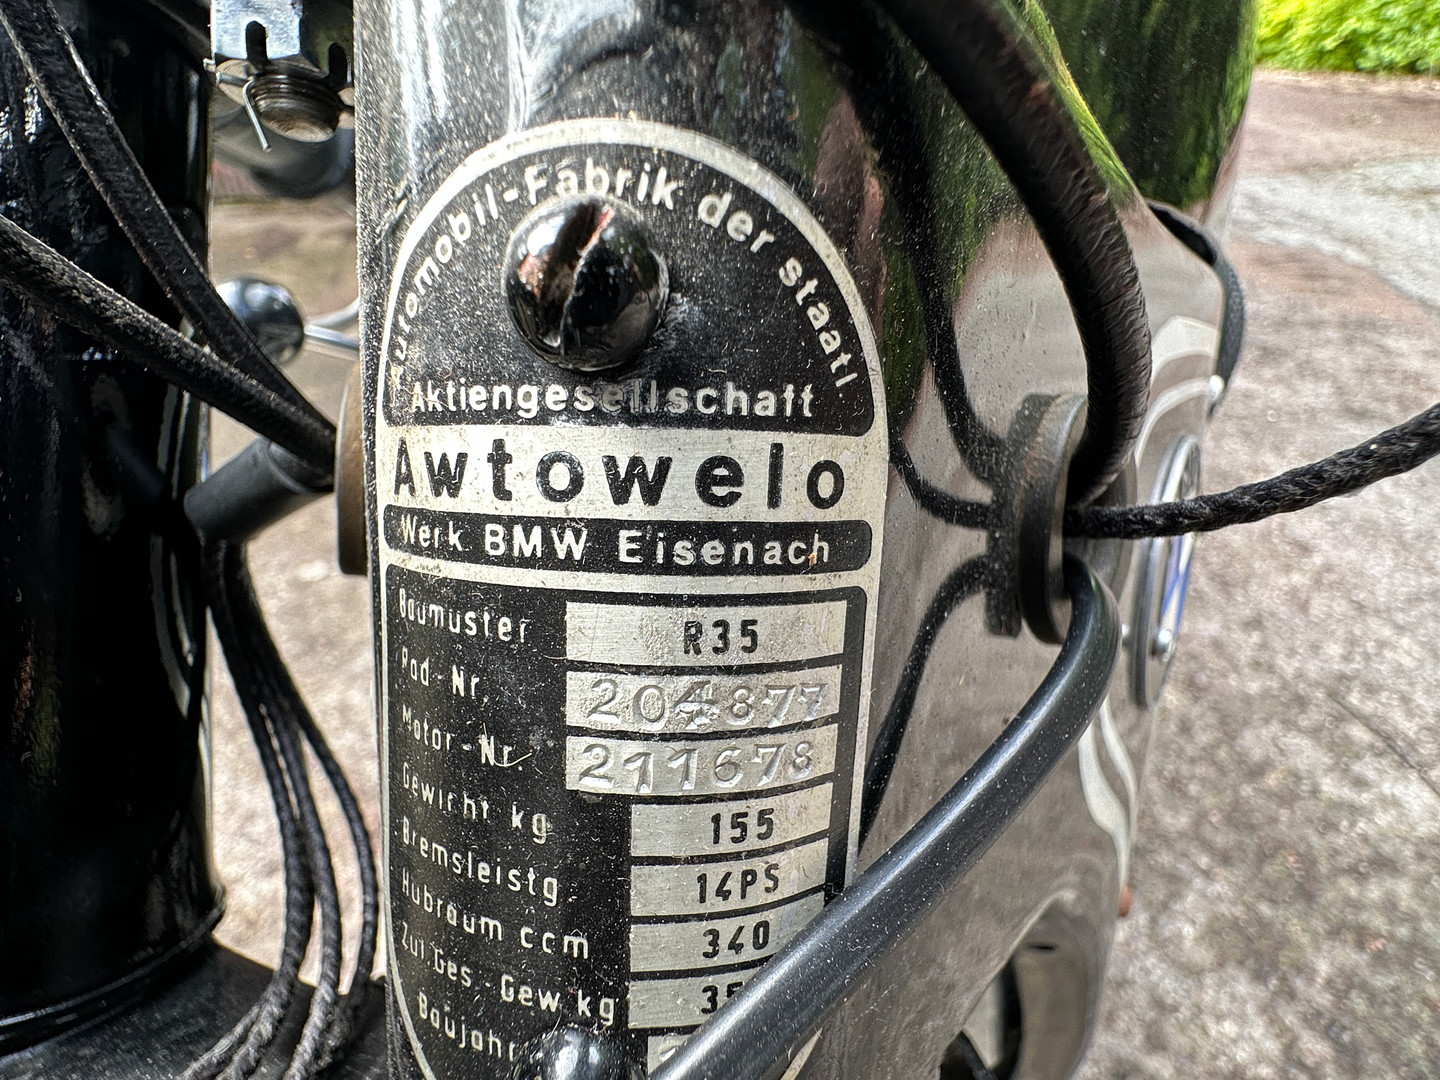 Automobil-Fabrik der staatl
Aktiengesellschaft
Awtowelo
Werk BMW Eisenach
Baumuster R35
Rad-Nr. 204877
Motor-Nr. 211678
Gewicht kg 155
Bremsleistg 14PS
Hubraum ccm 340
Zul.Ges.-Gew.kg
Baujahr